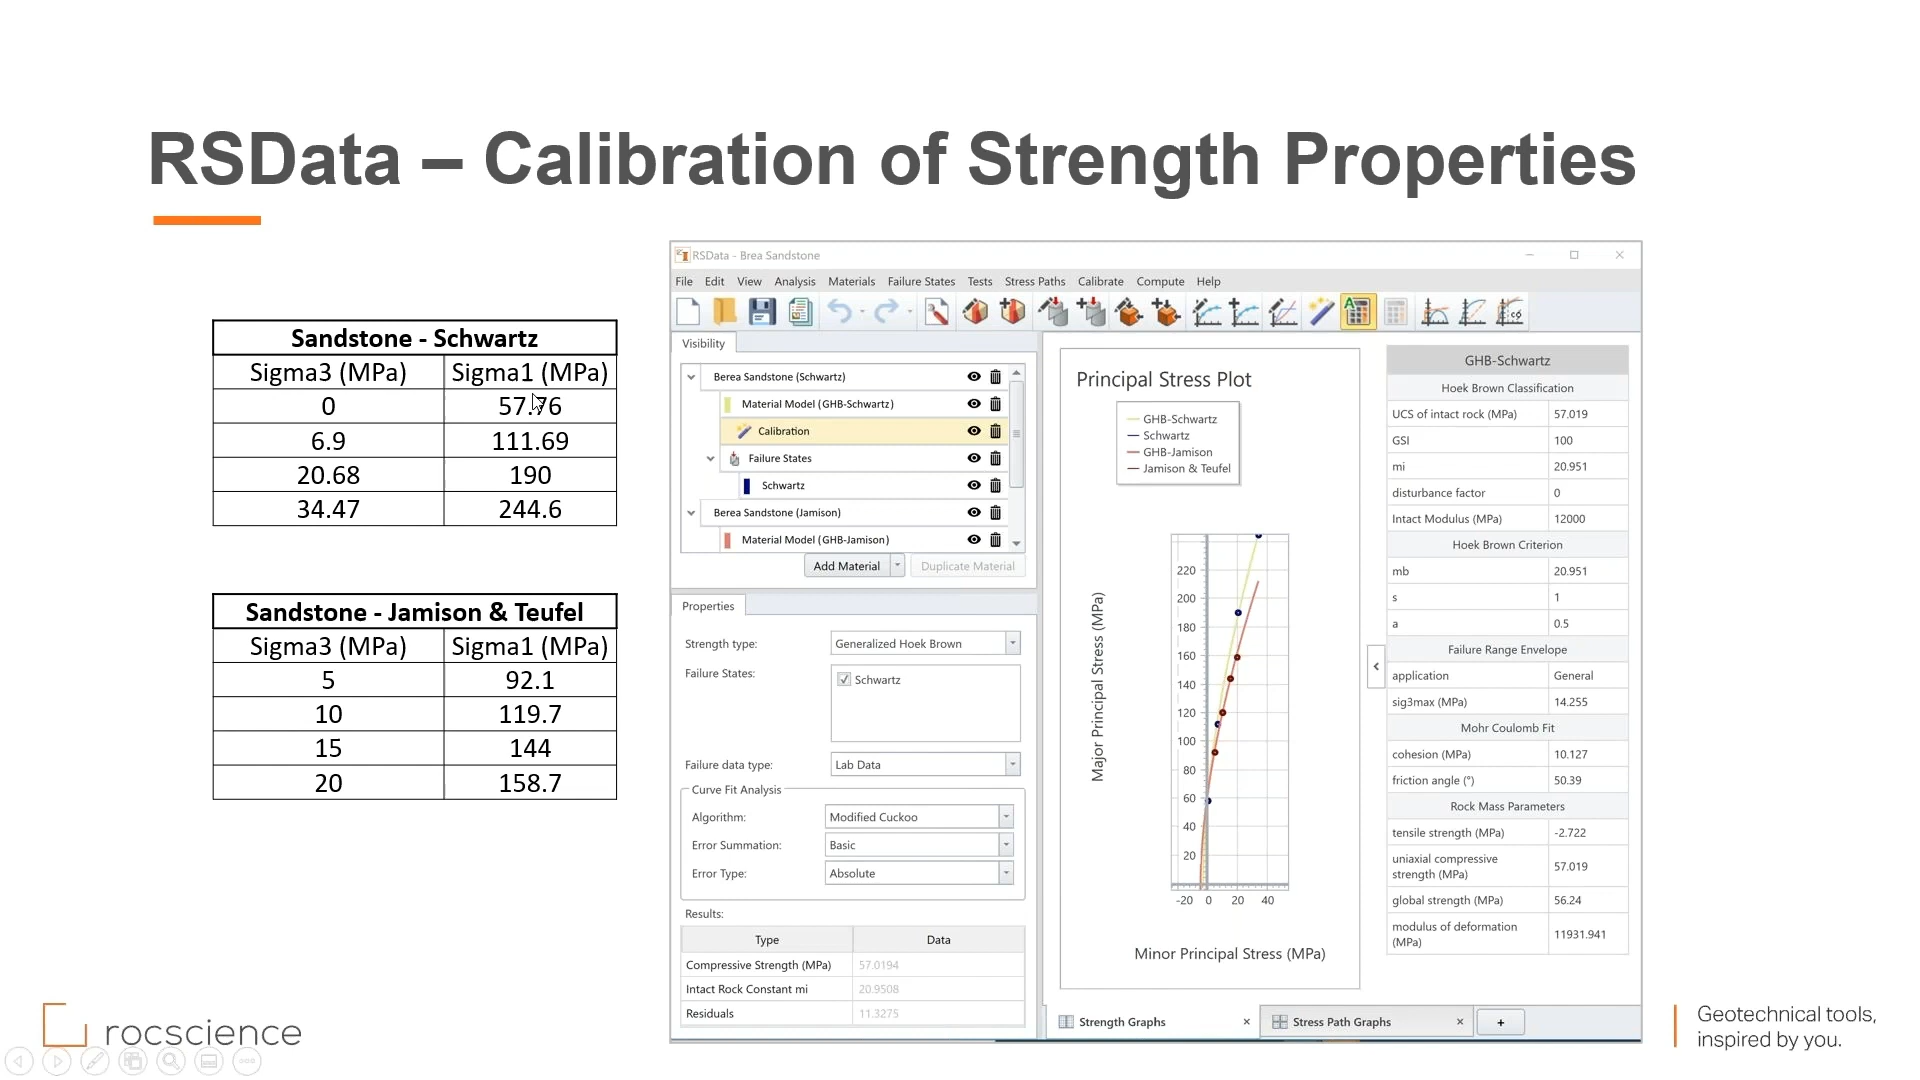 RSData – Calibration of Strength Properties
Sandstone - Schwartz
Sigma3 (MPa) Sigma1 (MPa)
0 57.76
6.9 111.69
20.68 190
34.47 244.6
Sandstone - Jamison & Teufel
Sigma3 (MPa) Sigma1 (MPa)
5 92.1
10 119.7
15 144
20 158.7
RSData - Brea Sandstone
File Edit View Analysis Materials Failure States Tests Stress Paths Calibrate Compute Help
Visibility
Berea Sandstone (Schwartz)
Material Model (GHB-Schwartz)
Calibration
Failure States
Schwartz
Berea Sandstone (Jamison)
Material Model (GHB-Jamison)
Add Material Duplicate Material
Properties
Strength type: Generalized Hoek Brown
Failure States: Schwartz
Failure data type: Lab Data
Curve Fit Analysis
Algorithm: Modified Cuckoo
Error Summation: Basic
Error Type: Absolute
Results:
Type Data
Compressive Strength (MPa) 57.0194
Intact Rock Constant mi 20.9508
Residuals 11.3275
Principal Stress Plot
GHB-Schwartz
Schwartz
GHB-Jamison
Jamison & Teufel
Major Principal Stress (MPa)
220
200
180
160
140
120
100
80
60
40
20
-20 0 20 40
Minor Principal Stress (MPa)
GHB-Schwartz
Hoek Brown Classification
UCS of intact rock (MPa) 57.019
GSI 100
mi 20.951
disturbance factor 0
Intact Modulus (MPa) 12000
Hoek Brown Criterion
mb 20.951
s 1
a 0.5
Failure Range Envelope
application General
sig3max (MPa) 14.255
Mohr Coulomb Fit
cohesion (MPa) 10.127
friction angle (°) 50.39
Rock Mass Parameters
tensile strength (MPa) -2.722
uniaxial compressive
strength (MPa) 57.019
global strength (MPa) 56.24
modulus of deformation
(MPa) 11931.941
Strength Graphs Stress Path Graphs +
rocscience
Geotechnical tools,
inspired by you.